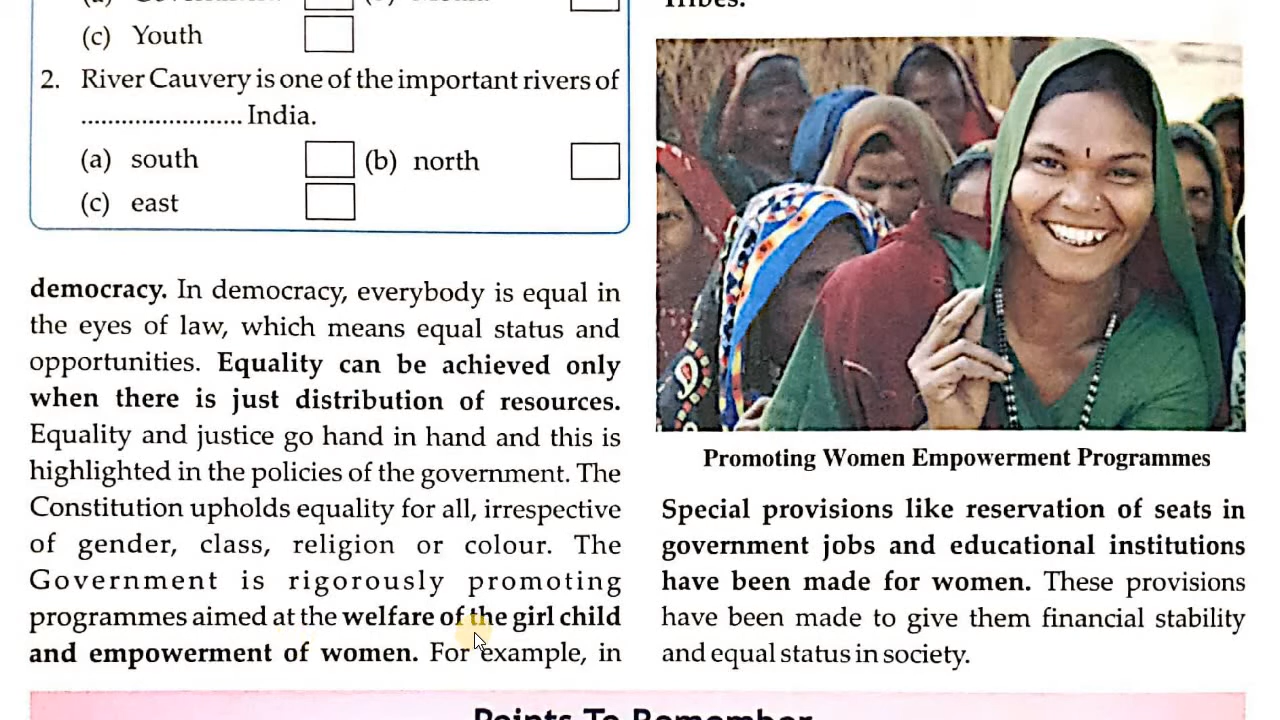 (c) Youth
2. River Cauvery is one of the important rivers of
........................ India.
(a) south (b) north
(c) east
democracy. In democracy, everybody is equal in
the eyes of law, which means equal status and
opportunities. Equality can be achieved only
when there is just distribution of resources.
Equality and justice go hand in hand and this is
highlighted in the policies of the government. The
Constitution upholds equality for all, irrespective
of gender, class, religion or colour. The
Government is rigorously promoting
programmes aimed at the welfare of the girl child
and empowerment of women. For example, in
Tribes.
Promoting Women Empowerment Programmes
Special provisions like reservation of seats in
government jobs and educational institutions
have been made for women. These provisions
have been made to give them financial stability
and equal status in society.
Points To Remember